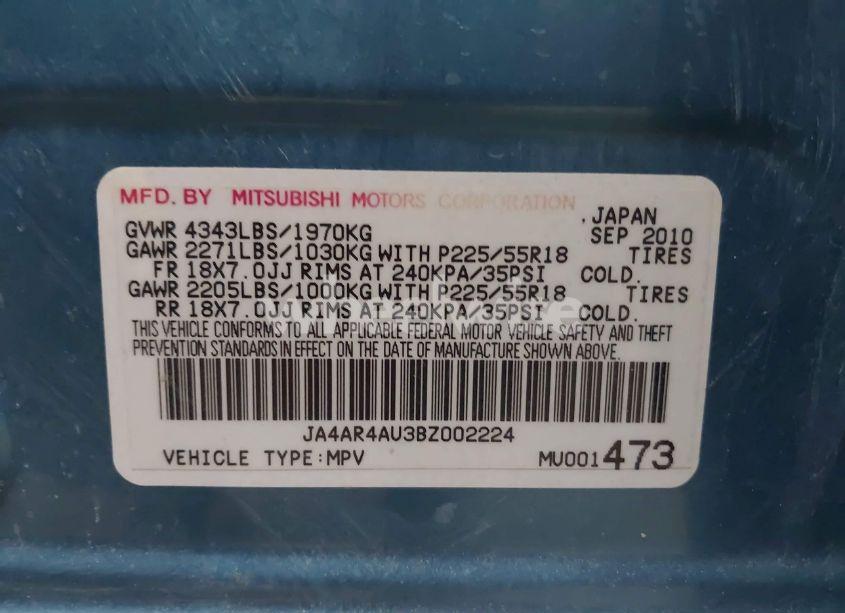 MFD. BY MITSUBISHI MOTORS CORPORATION
, JAPAN
GVWR 4343LBS/1970KG SEP 2010
GAWR 2271LBS/1030KG WITH P225/55R18 TIRES
FR 18X7.0JJ RIMS AT 240KPA/35PSI COLD.
GAWR 2205LBS/1000KG WITH P225/55R18 TIRES
RR 18X7.0JJ RIMS AT 240KPA/35PSI COLD.
THIS VEHICLE CONFORMS TO ALL APPLICABLE FEDERAL MOTOR VEHICLE SAFETY AND THEFT
PREVENTION STANDARDS IN EFFECT ON THE DATE OF MANUFACTURE SHOWN ABOVE.
JA4AR4AU3BZ002224
VEHICLE TYPE:MPV MU001473